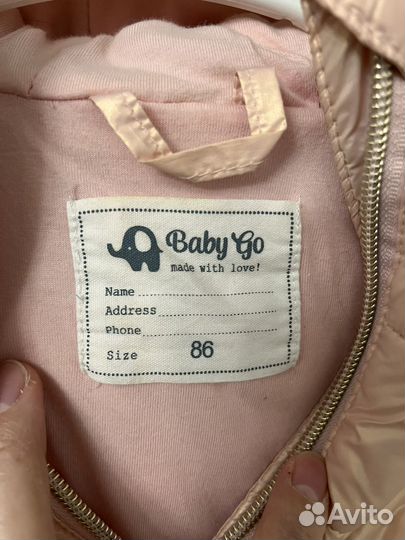 Baby Go
made with love!
Name
Address
Phone
Size 86
Avito